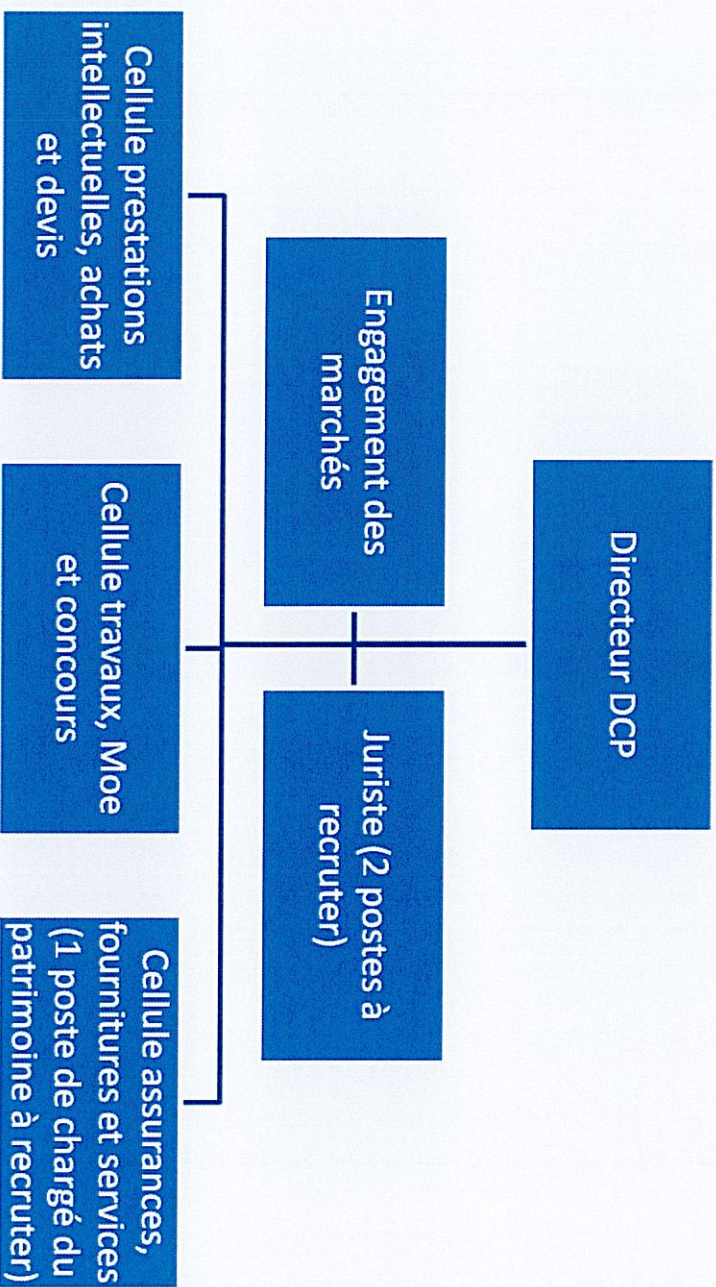 Directeur DCP
Engagement des
marchés
Juriste (2 postes à
recruter)
Cellule prestations
intellectuelles, achats
et devis
Cellule travaux, Moe
et concours
Cellule assurances,
fournitures et services
(1 poste de chargé du
patrimoine à recruter)